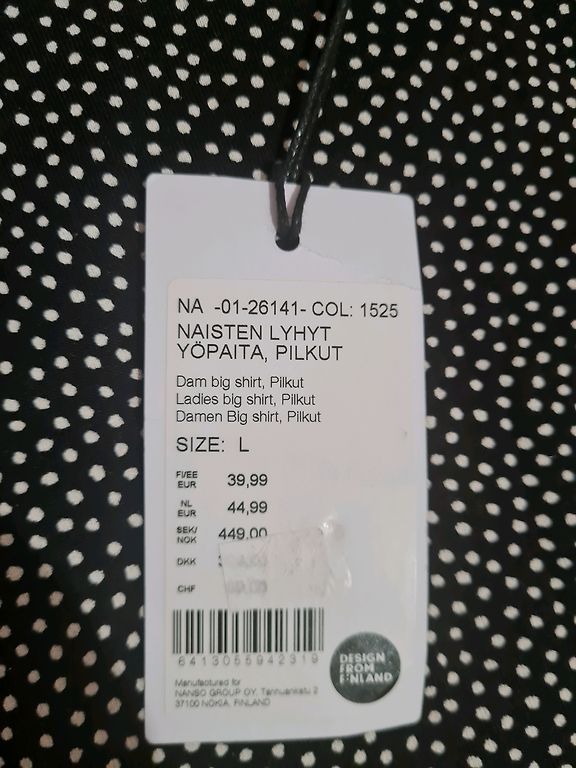 NA -01-26141- COL: 1525
NAISTEN LYHYT
YÖPAITA, PILKUT
Dam big shirt, Pilkut
Ladies big shirt, Pilkut
Damen Big shirt, Pilkut
SIZE: L
FI/EE EUR 39,99
NL EUR 44,99
SEK/ NOK 449,00
DKK
CHF
6413055942319
Manufactured for
NANSO GROUP OY, Tehtaankatu 2
37100 NOKIA, FINLAND
DESIGN
FROM
FINLAND